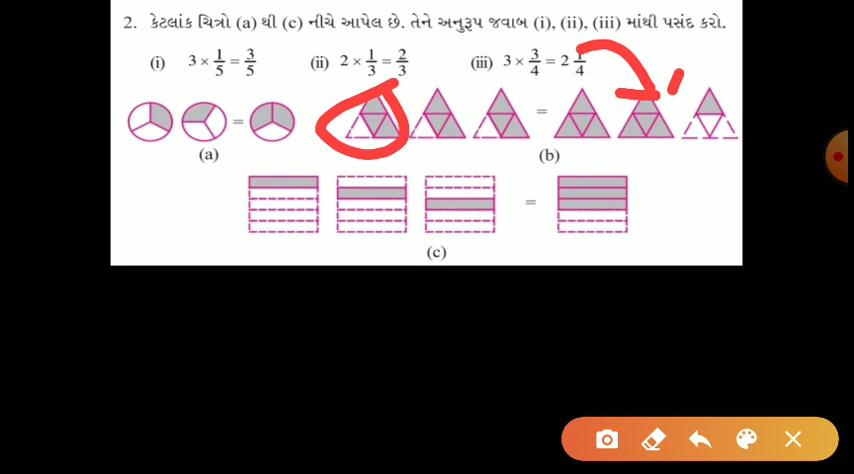 2. કેટલાંક ચિત્રો (a) થી (c) નીચે આપેલ છે. તેને અનુરૂપ જવાબ (i), (ii), (iii) માંથી પસંદ કરો.
(i) 3 × 1/5 = 3/5 (ii) 2 × 1/3 = 2/3 (iii) 3 × 3/4 = 2 1/4
= =
(a) (b)
=
(c)